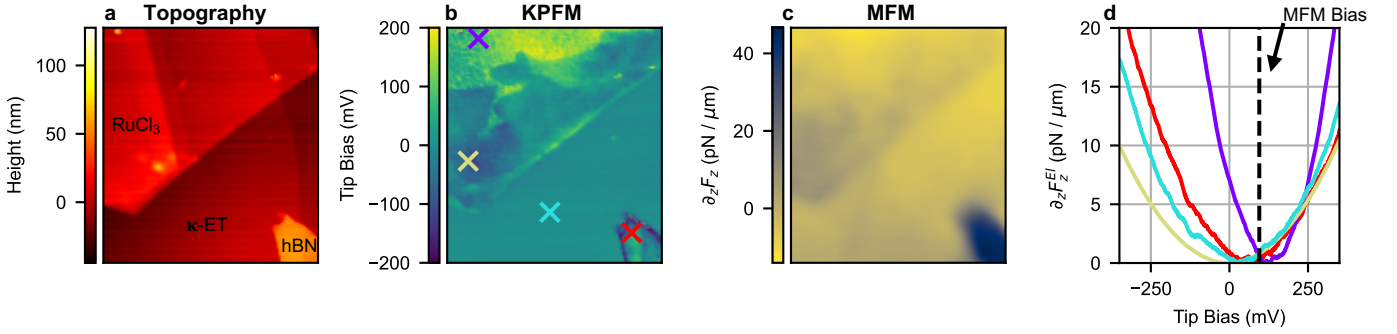 a Topography
Height (nm)
100
50
0
RuCl₃
κ-ET
hBN
b KPFM
Tip Bias (mV)
200
100
0
−100
−200
c MFM
∂zFz (pN / μm)
40
20
0
d
MFM Bias
∂zFzEl (pN / μm)
20
15
10
5
0
−250
0
250
Tip Bias (mV)